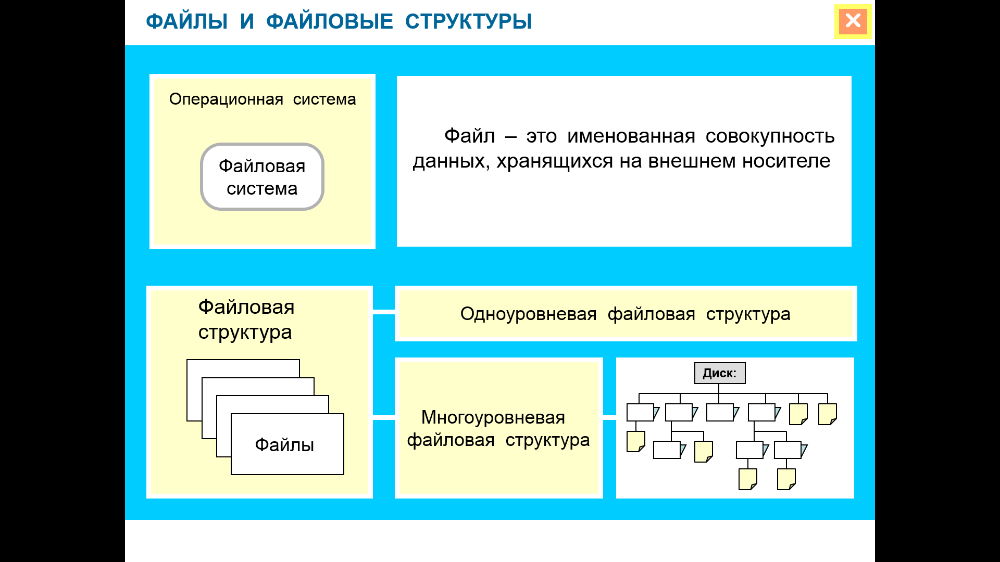 ФАЙЛЫ И ФАЙЛОВЫЕ СТРУКТУРЫ
Операционная система
Файловая
система
Файл – это именованная совокупность
данных, хранящихся на внешнем носителе
Файловая
структура
Файлы
Одноуровневая файловая структура
Многоуровневая
файловая структура
Диск: